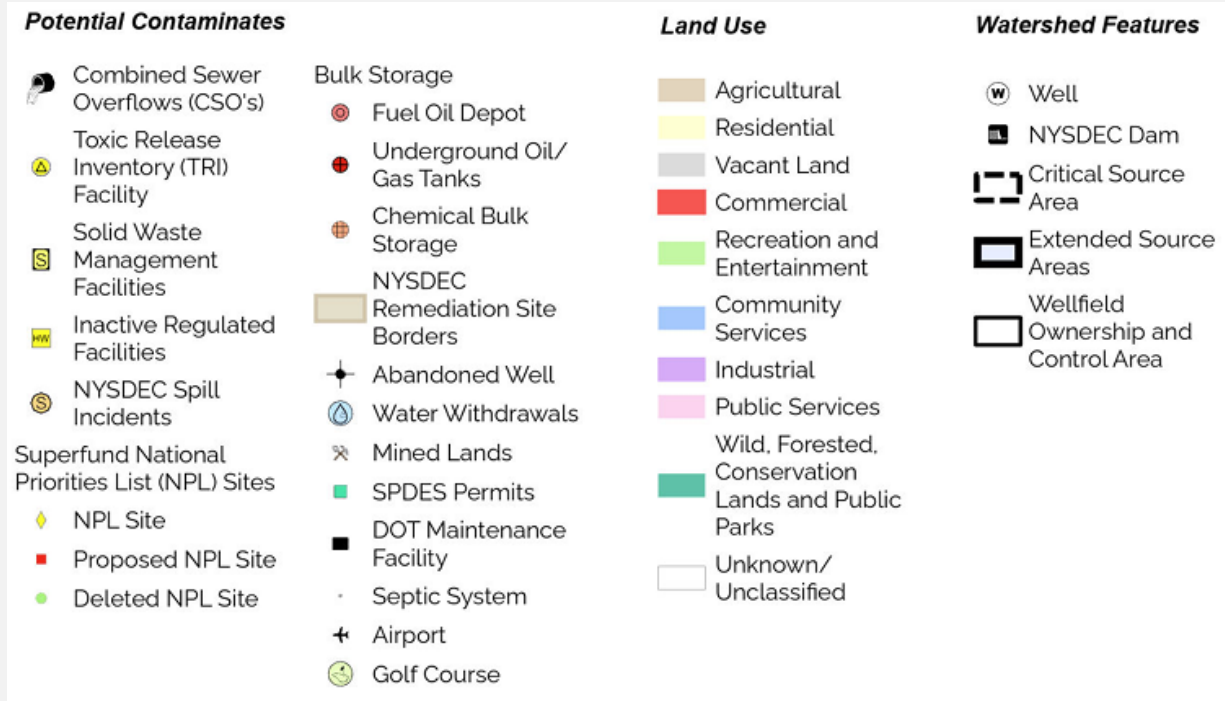 Potential Contaminates
Combined Sewer
Overflows (CSO's)
Toxic Release
Inventory (TRI)
Facility
Solid Waste
Management
Facilities
S
Inactive Regulated
Facilities
HW
NYSDEC Spill
Incidents
S
Superfund National
Priorities List (NPL) Sites
NPL Site
Proposed NPL Site
Deleted NPL Site
Bulk Storage
Fuel Oil Depot
Underground Oil/
Gas Tanks
Chemical Bulk
Storage
NYSDEC
Remediation Site
Borders
Abandoned Well
Water Withdrawals
Mined Lands
SPDES Permits
DOT Maintenance
Facility
Septic System
Airport
Golf Course
Land Use
Agricultural
Residential
Vacant Land
Commercial
Recreation and
Entertainment
Community
Services
Industrial
Public Services
Wild, Forested,
Conservation
Lands and Public
Parks
Unknown/
Unclassified
Watershed Features
W
Well
NYSDEC Dam
Critical Source
Area
Extended Source
Areas
Wellfield
Ownership and
Control Area